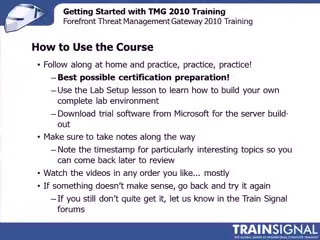 Getting Started with TMG 2010 Training
Forefront Threat Management Gateway 2010 Training
How to Use the Course
• Follow along at home and practice, practice, practice!
– Best possible certification preparation!
– Use the Lab Setup lesson to learn how to build your own
complete lab environment
– Download trial software from Microsoft for the server build-
out
• Make sure to take notes along the way
– Note the timestamp for particularly interesting topics so you
can come back later to review
• Watch the videos in any order you like... mostly
• If something doesn't make sense, go back and try it again
– If you still don't quite get it, let us know in the Train Signal
forums
TRAINSIGNAL